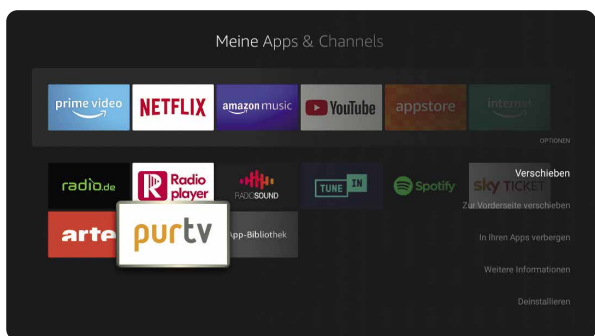 Meine Apps & Channels
prime video
NETFLIX
amazon music
YouTube
appstore
internet
OPTIONEN
radio.de
Radio
player
RADIOSOUND
TUNE IN
Spotify
sky TICKET
Verschieben
Zur Vorderseite verschieben
arte
purtv
App-Bibliothek
In Ihren Apps verbergen
Weitere Informationen
Deinstallieren